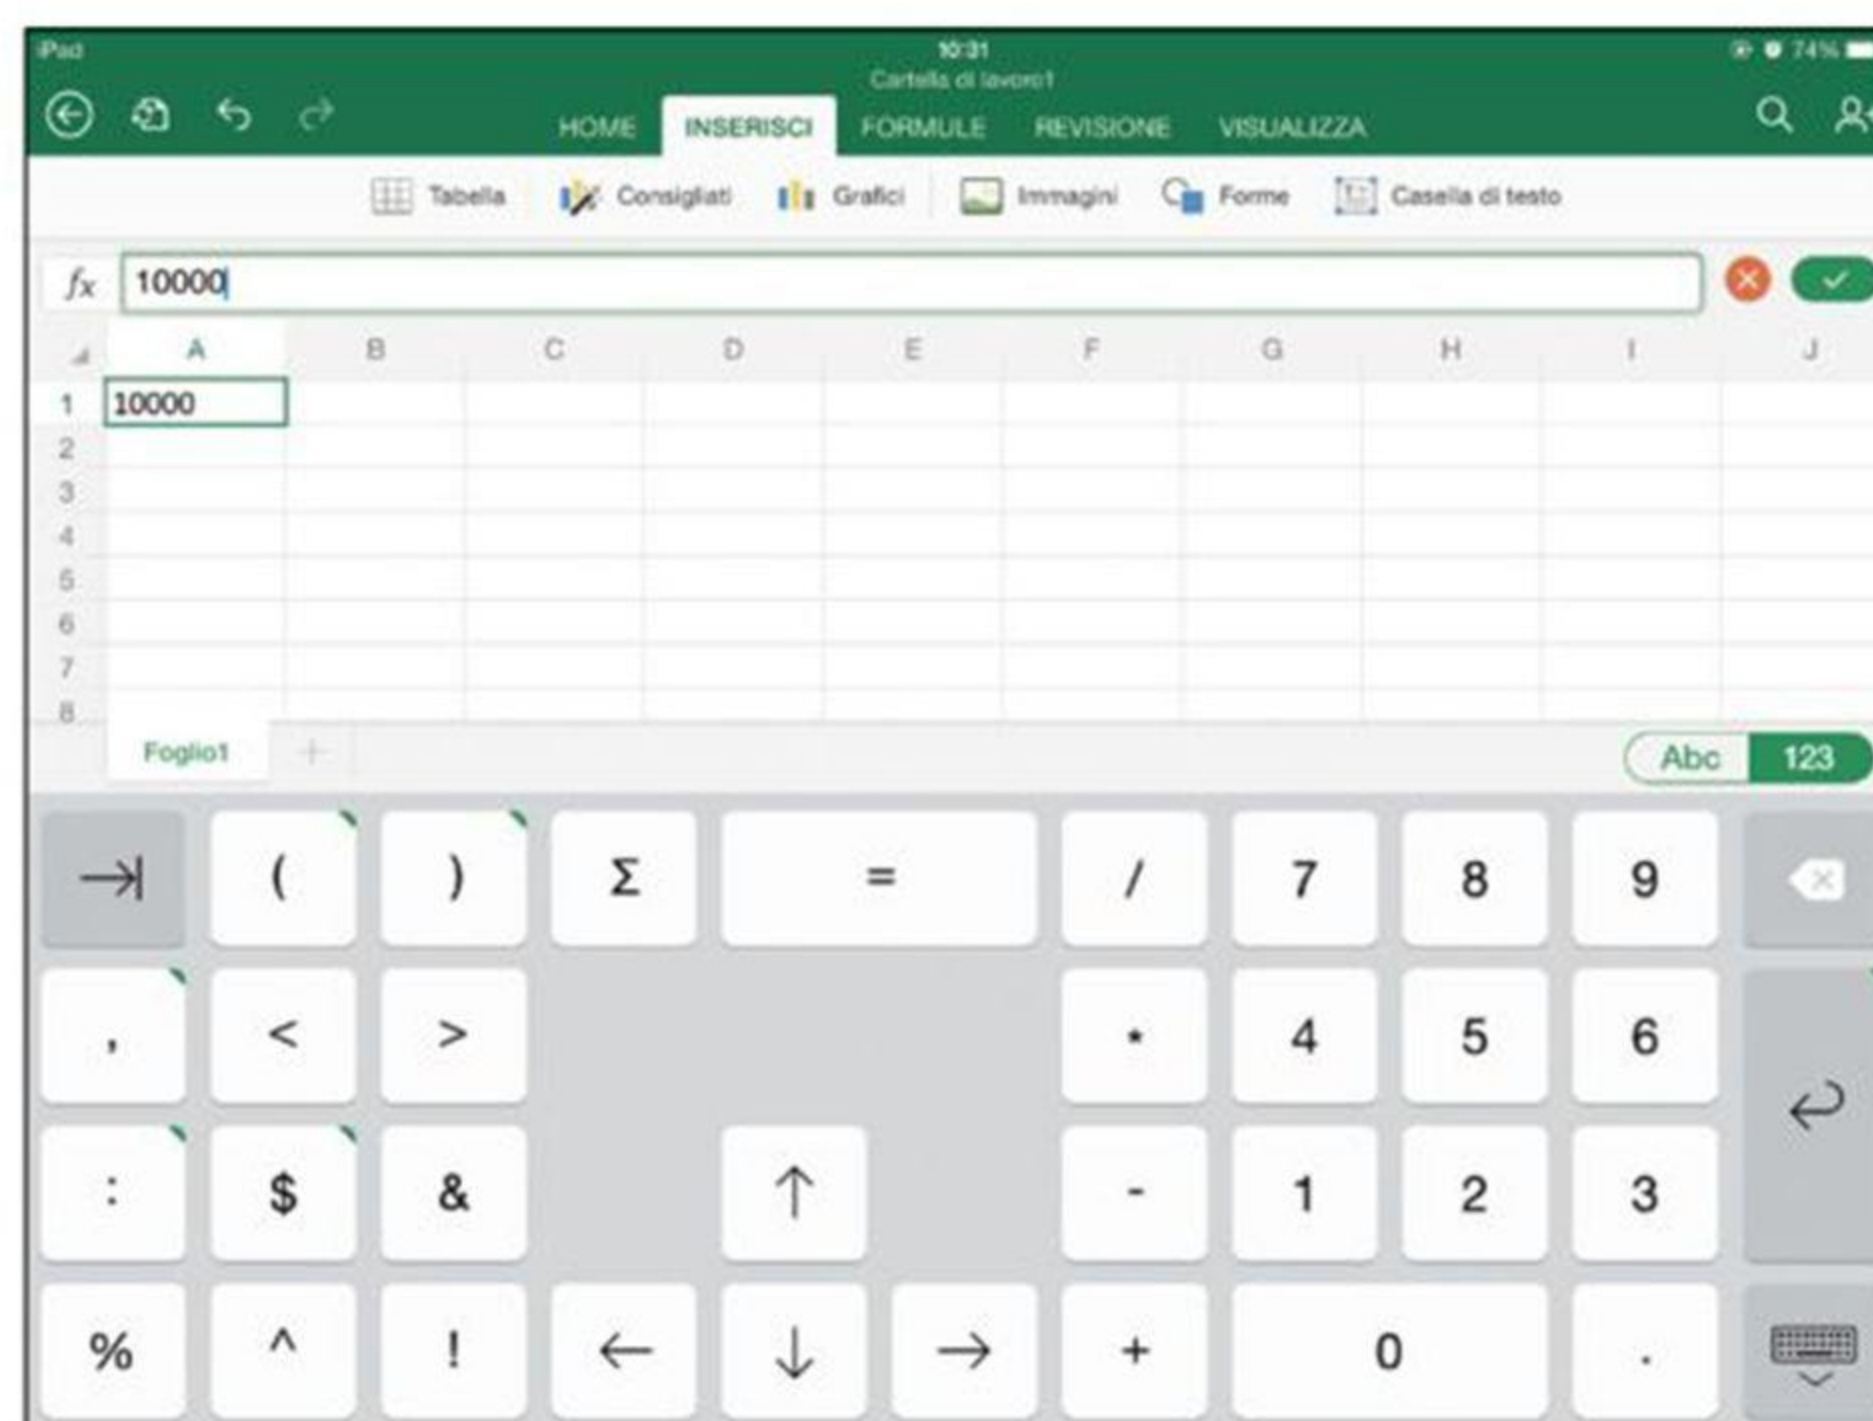 iPad 10:31 74%
Cartella di lavoro1
HOME INSERISCI FORMULE REVISIONE VISUALIZZA
Tabella Consigliati Grafici Immagini Forme Casella di testo
fx 10000
A B C D E F G H I J
1 10000
2
3
4
5
6
7
8
Foglio1 + Abc 123
( ) Σ = / 7 8 9
, < > * 4 5 6
: $ & ↑ - 1 2 3
% ^ ! ← ↓ → + 0 .